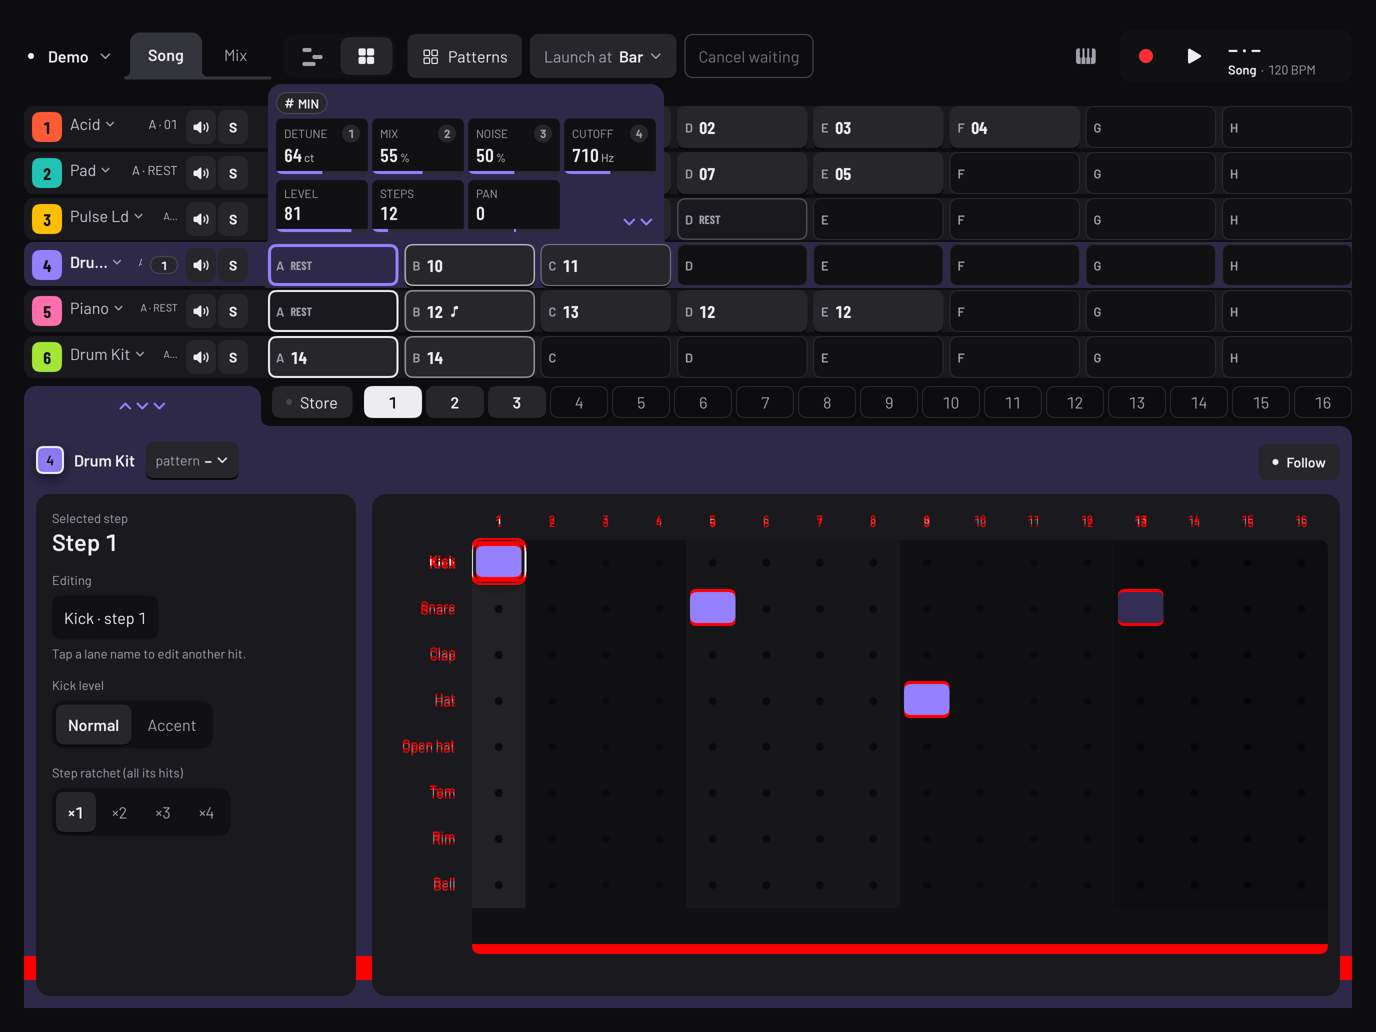 Demo Song Mix Patterns Launch at Bar Cancel waiting Song · 120 BPM
# MIN
DETUNE 1 MIX 2 NOISE 3 CUTOFF 4
64 ct 55 % 50 % 710 Hz
LEVEL STEPS PAN
81 12 0
1 Acid A · 01 S D 02 E 03 F 04 G H
2 Pad A · REST S D 07 E 05 F G H
3 Pulse Ld A... S D REST E F G H
4 Dru... 1 S A REST B 10 C 11 D E F G H
5 Piano A · REST S A REST B 12 C 13 D 12 E 12 F G H
6 Drum Kit A... S A 14 B 14 C D E F G H
Store 1 2 3 4 5 6 7 8 9 10 11 12 13 14 15 16
4 Drum Kit pattern – Follow
Selected step
Step 1
Editing
Kick · step 1
Tap a lane name to edit another hit.
Kick level
Normal Accent
Step ratchet (all its hits)
×1 ×2 ×3 ×4
1 2 3 4 5 6 7 8 9 10 11 12 13 14 15 16
Kick
Snare
Clap
Hat
Open hat
Tom
Rim
Bell